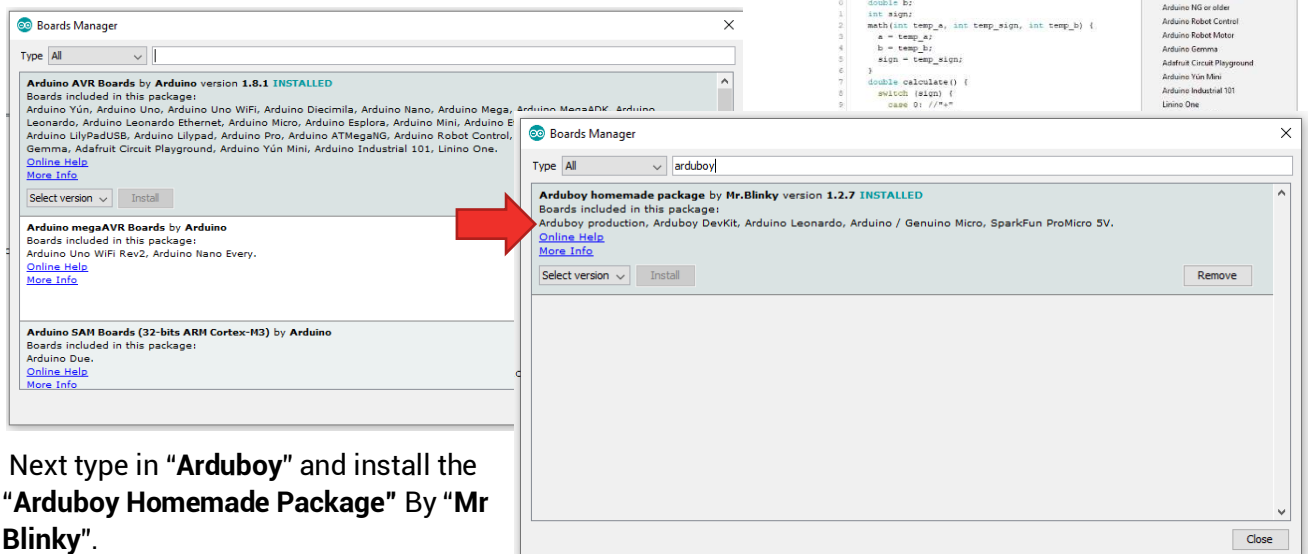 Boards Manager
Type All
Arduino AVR Boards by Arduino version 1.8.1 INSTALLED
Boards included in this package:
Arduino Yún, Arduino Uno, Arduino Uno WiFi, Arduino Diecimila, Arduino Nano, Arduino Mega, Arduino MegaADK, Arduino
Leonardo, Arduino Leonardo Ethernet, Arduino Micro, Arduino Esplora, Arduino Mini, Arduino
Arduino LilyPadUSB, Arduino Lilypad, Arduino Pro, Arduino ATMegaNG, Arduino Robot Control,
Gemma, Adafruit Circuit Playground, Arduino Yún Mini, Arduino Industrial 101, Linino One.
Online Help
More Info
Select version Install
Arduino megaAVR Boards by Arduino
Boards included in this package:
Arduino Uno WiFi Rev2, Arduino Nano Every.
Online Help
More Info
Arduino SAM Boards (32-bits ARM Cortex-M3) by Arduino
Boards included in this package:
Arduino Due.
Online Help
More Info
0 double b;
1 int sign;
2 math(int temp_a, int temp_sign, int temp_b) {
3 a = temp_a;
4 b = temp_b;
5 sign = temp_sign;
6 }
7 double calculate() {
8 switch (sign) {
9 case 0: //"+"
Arduino NG or older
Arduino Robot Control
Arduino Robot Motor
Arduino Gemma
Adafruit Circuit Playground
Arduino Yún Mini
Arduino Industrial 101
Linino One
Boards Manager
Type All arduboy
Arduboy homemade package by Mr.Blinky version 1.2.7 INSTALLED
Boards included in this package:
Arduboy production, Arduboy DevKit, Arduino Leonardo, Arduino / Genuino Micro, SparkFun ProMicro 5V.
Online Help
More Info
Select version Install Remove
Close
Next type in “Arduboy” and install the
“Arduboy Homemade Package" By “Mr
Blinky”.